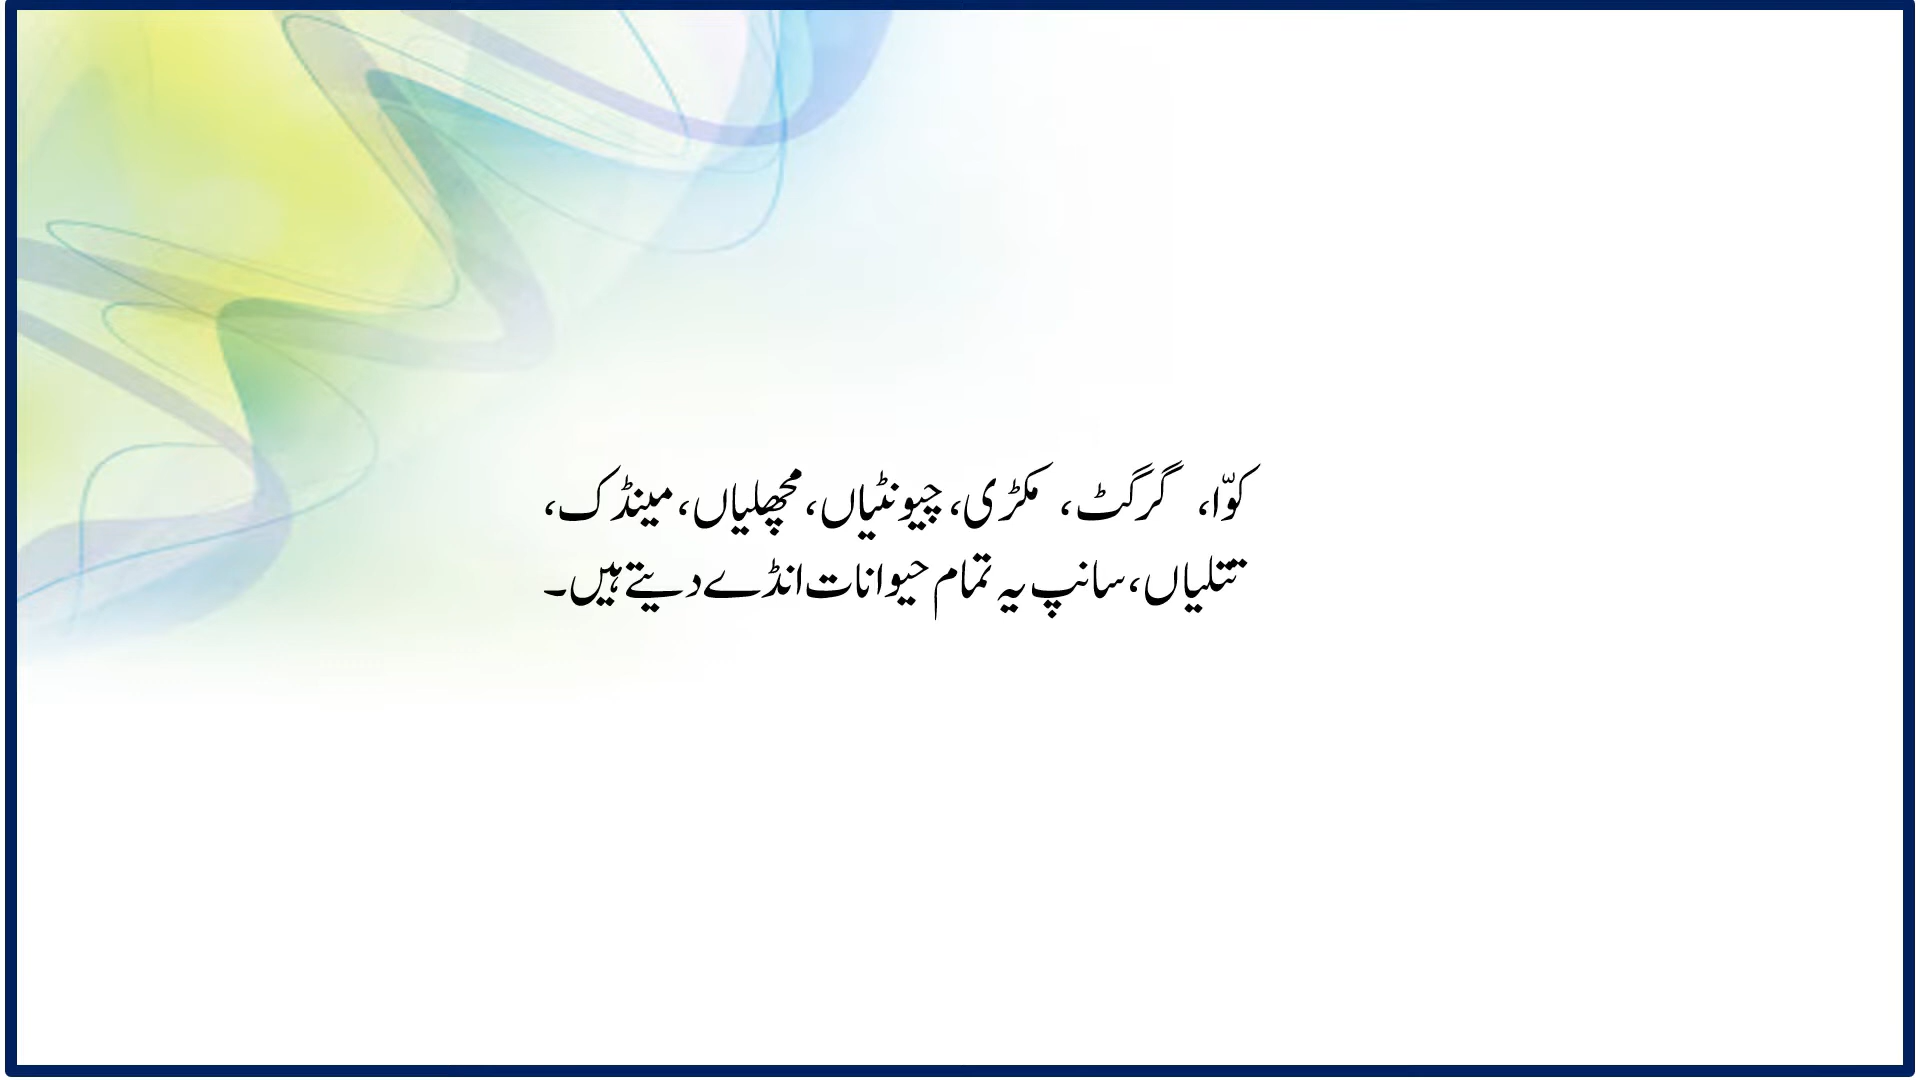 کوّا، گرگٹ، مکڑی، چیونٹیاں، مچھلیاں، مینڈک،
تتلیاں، سانپ یہ تمام حیوانات انڈے دیتے ہیں۔